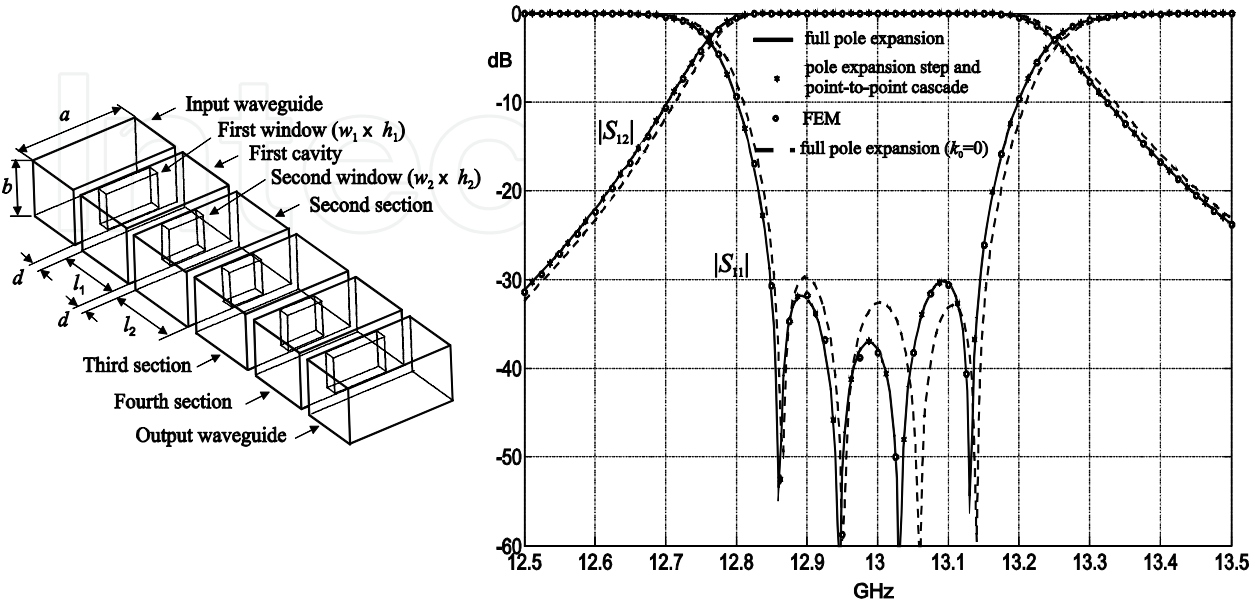 Input waveguide
First window (w1 x h1)
First cavity
Second window (w2 x h2)
Second section
a
b
d
l1
d
l2
Third section
Fourth section
Output waveguide
0
dB
-10
-20
-30
-40
-50
-60
full pole expansion
pole expansion step and
point-to-point cascade
FEM
full pole expansion (k0=0)
|S12|
|S11|
12.5 12.6 12.7 12.8 12.9 13 13.1 13.2 13.3 13.4 13.5
GHz